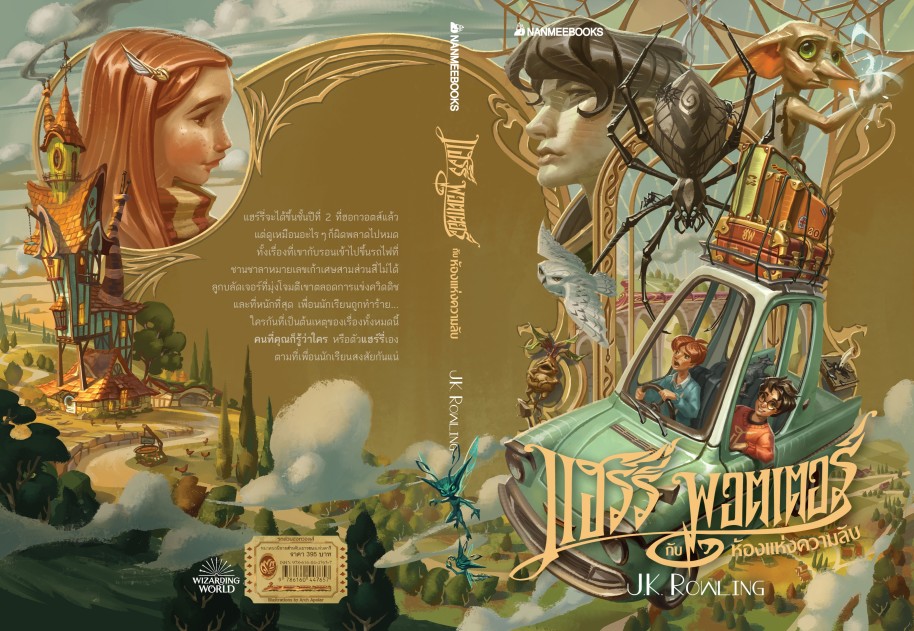 NANMEEBOOKS
แฮร์รี่ พอตเตอร์
กับ ห้องแห่งความลับ
J.K. ROWLING
NANMEEBOOKS
แฮร์รี่ พอตเตอร์
กับ ห้องแห่งความลับ
J.K. ROWLING
แฮร์รี่จะได้ขึ้นชั้นปีที่ 2 ที่ฮอกวอตส์แล้ว
แต่ดูเหมือนอะไร ๆ ก็ผิดพลาดไปหมด
ทั้งเรื่องที่เขากับรอนเข้าไปขึ้นรถไฟที่
ชานชาลาหมายเลขเก้าเศษสามส่วนสี่ไม่ได้
ลูกบลัดเจอร์ที่มุ่งโจมตีเขาตลอดการแข่งควิดดิช
และที่หนักที่สุด เพื่อนนักเรียนถูกทำร้าย...
ใครกันที่เป็นต้นเหตุของเรื่องทั้งหมดนี้
คนที่คุณก็รู้ว่าใคร หรือตัวแฮร์รี่เอง
ตามที่เพื่อนนักเรียนสงสัยกันแน่
WIZARDING
WORLD
ราคา 395 บาท
9 786160 447657